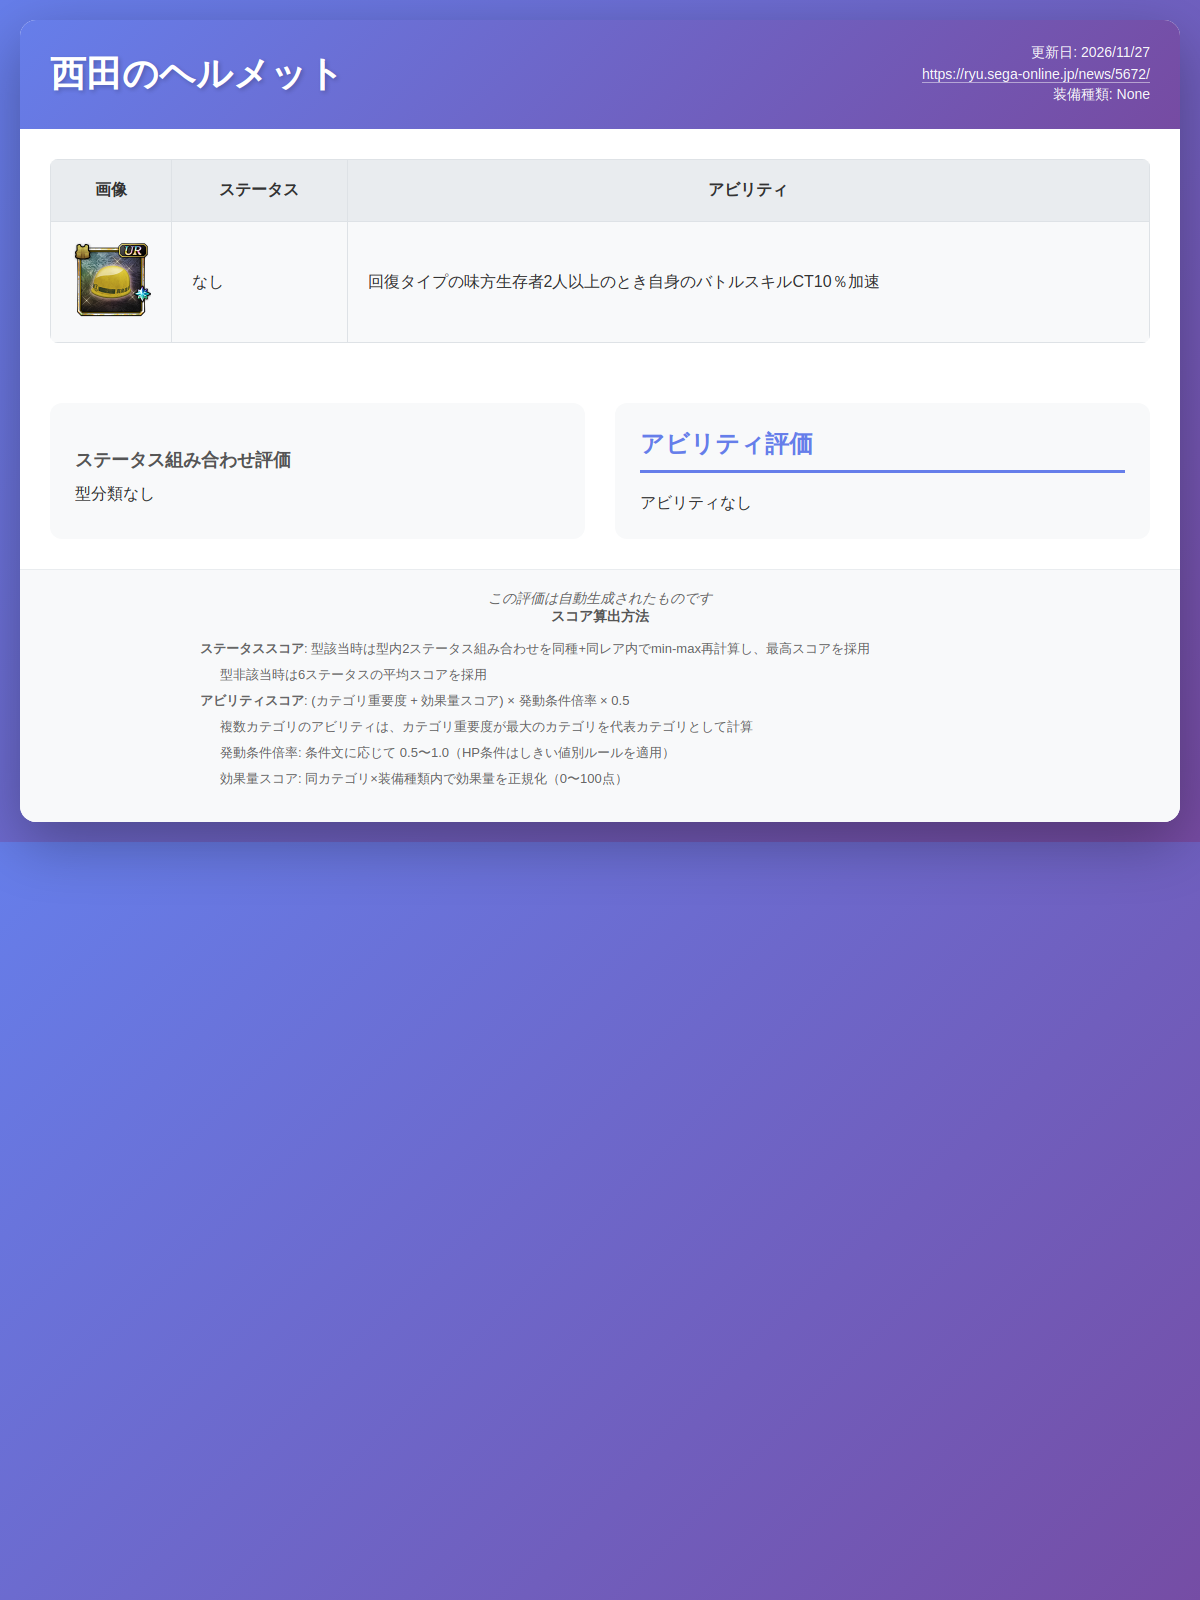 西田のヘルメット
更新日: 2026/11/27
https://ryu.sega-online.jp/news/5672/
装備種類: None
画像 ステータス アビリティ
UR
なし
回復タイプの味方生存者2人以上のとき自身のバトルスキルCT10％加速
ステータス組み合わせ評価
型分類なし
アビリティ評価
アビリティなし
この評価は自動生成されたものです
スコア算出方法
ステータススコア: 型該当時は型内2ステータス組み合わせを同種+同レア内でmin-max再計算し、最高スコアを採用
型非該当時は6ステータスの平均スコアを採用
アビリティスコア: (カテゴリ重要度 + 効果量スコア) × 発動条件倍率 × 0.5
複数カテゴリのアビリティは、カテゴリ重要度が最大のカテゴリを代表カテゴリとして計算
発動条件倍率: 条件文に応じて 0.5〜1.0（HP条件はしきい値別ルールを適用）
効果量スコア: 同カテゴリ×装備種類内で効果量を正規化（0〜100点）